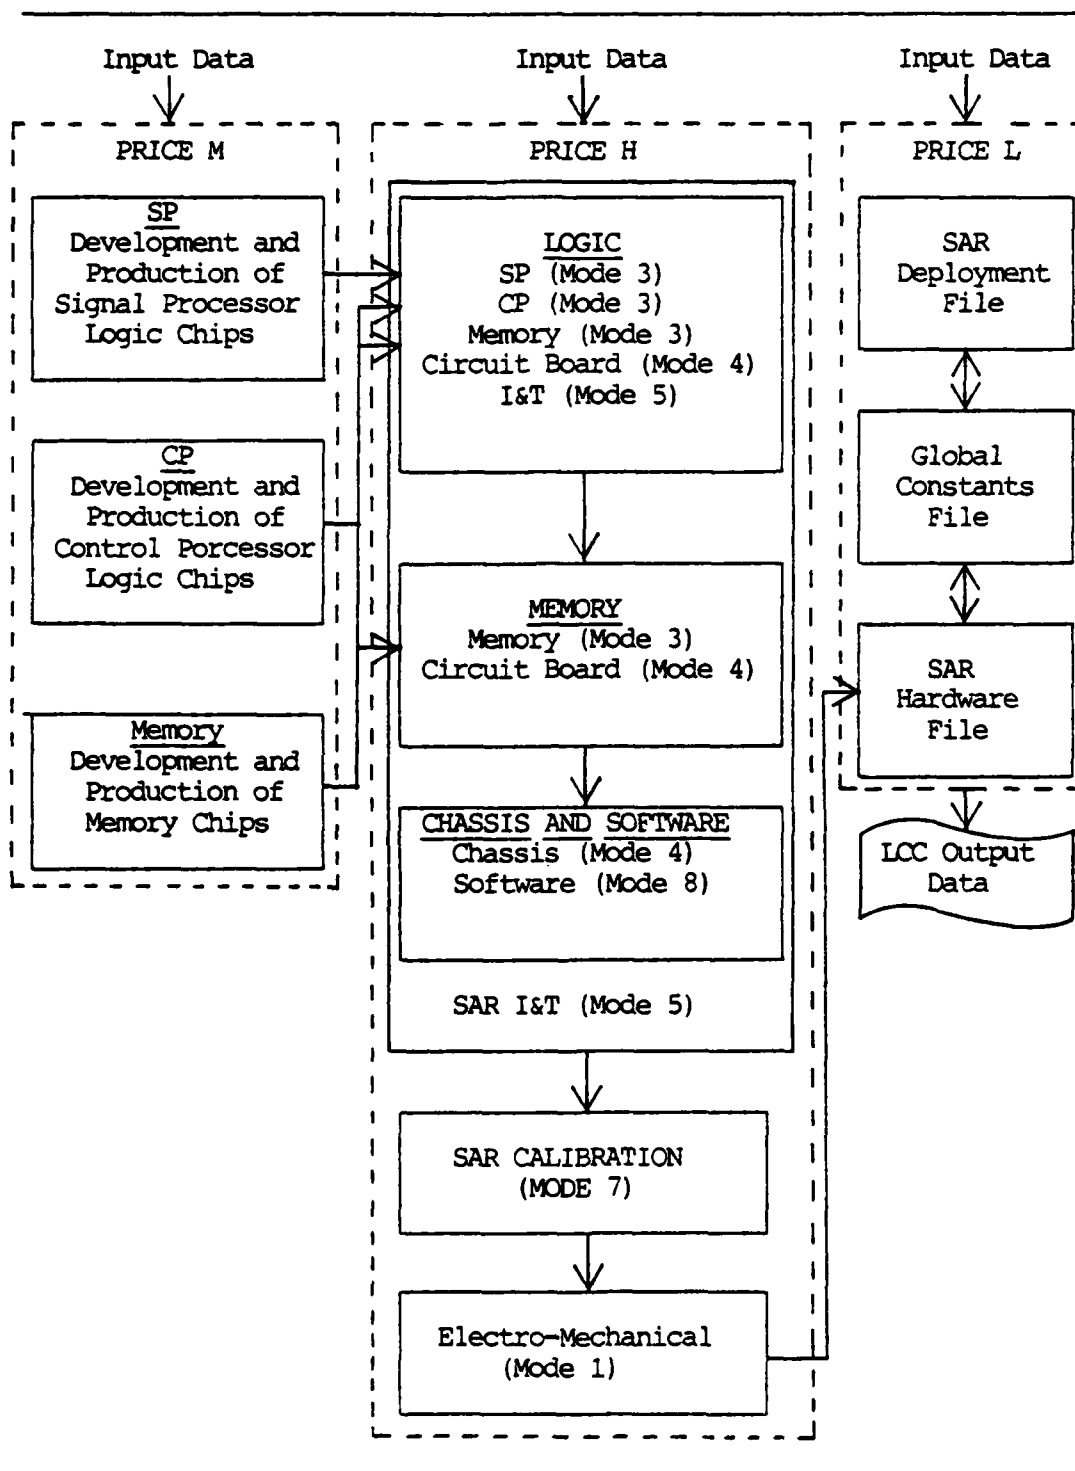 Input Data
PRICE M
SP
Development and
Production of
Signal Processor
Logic Chips
CP
Development and
Production of
Control Porcessor
Logic Chips
Memory
Development and
Production of
Memory Chips
Input Data
PRICE H
LOGIC
SP (Mode 3)
CP (Mode 3)
Memory (Mode 3)
Circuit Board (Mode 4)
I&T (Mode 5)
MEMORY
Memory (Mode 3)
Circuit Board (Mode 4)
CHASSIS AND SOFTWARE
Chassis (Mode 4)
Software (Mode 8)
SAR I&T (Mode 5)
SAR CALIBRATION
(MODE 7)
Electro-Mechanical
(Mode 1)
Input Data
PRICE L
SAR
Deployment
File
Global
Constants
File
SAR
Hardware
File
LCC Output
Data